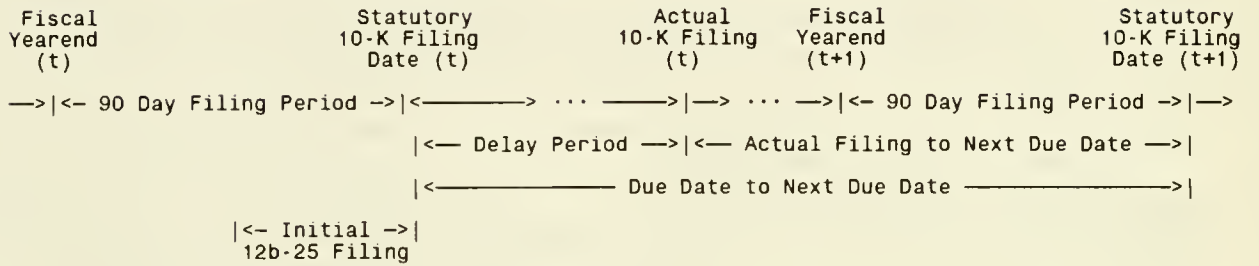 Fiscal Statutory Actual Fiscal Statutory
Yearend 10-K Filing 10-K Filing Yearend 10-K Filing
(t) Date (t) (t) (t+1) Date (t+1)
—>|<- 90 Day Filing Period ->|<————> ··· ————>|—> ··· —>|<- 90 Day Filing Period ->|—>
|<— Delay Period —>|<— Actual Filing to Next Due Date —>|
|<———————— Due Date to Next Due Date ————————>|
|<- Initial ->|
12b-25 Filing